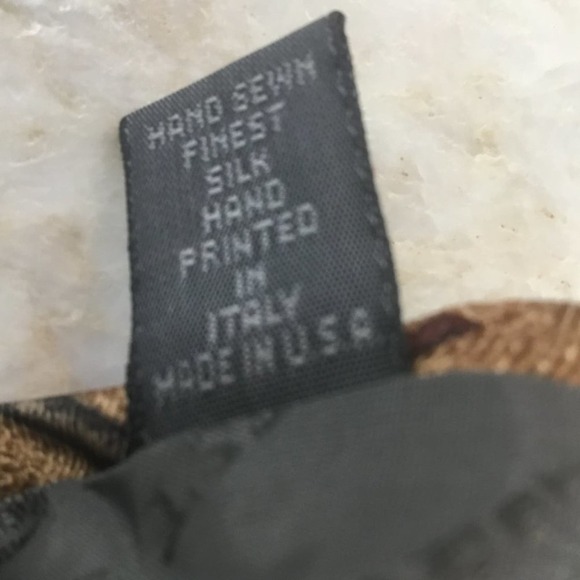 HAND SEWN
FINEST
SILK
HAND
PRINTED
IN
ITALY
MADE IN U S A